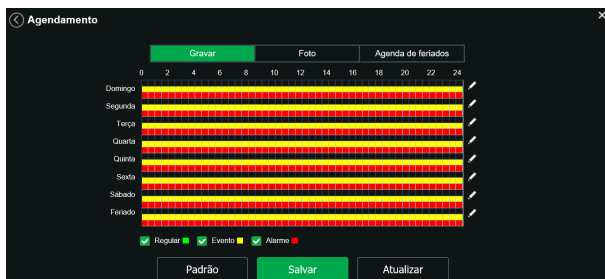 Agendamento
Gravar Foto Agenda de feriados
0 2 4 6 8 10 12 14 16 18 20 22 24
Domingo
Segunda
Terça
Quarta
Quinta
Sexta
Sábado
Feriado
Regular Evento Alarme
Padrão Salvar Atualizar